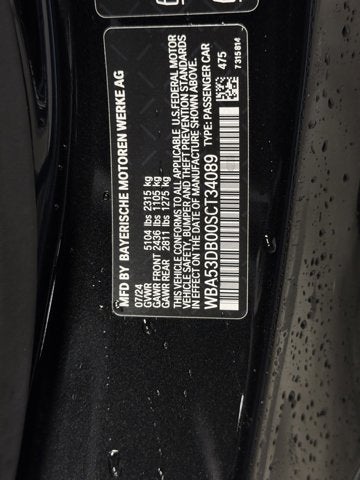 MFD BY BAYERISCHE MOTOREN WERKE AG
07/24
GVWR 5104 lbs 2315 kg
GAWR FRONT 2436 lbs 1105 kg
GAWR REAR 2811 lbs 1275 kg
THIS VEHICLE CONFORMS TO ALL APPLICABLE U.S.FEDERAL MOTOR
VEHICLE SAFETY, BUMPER AND THEFT PREVENTION STANDARDS
IN EFFECT ON THE DATE OF MANUFACTURE SHOWN ABOVE.
WBA53DB00SCT34089 TYPE: PASSENGER CAR
475
7315814